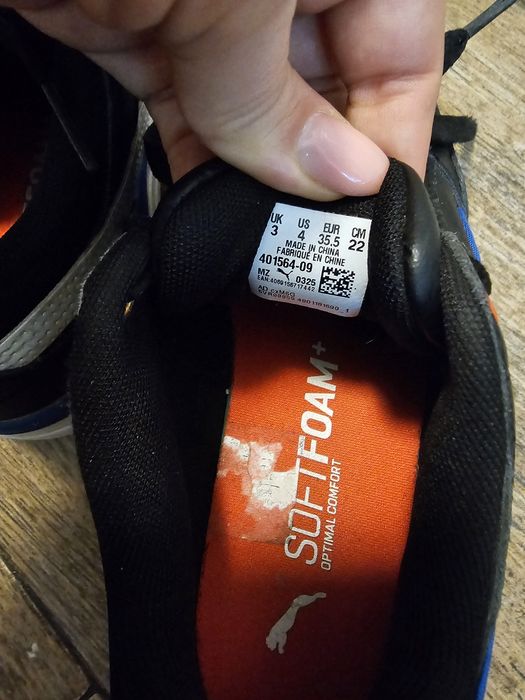 UK US EUR CM
3 4 35.5 22
MADE IN CHINA
FABRIQUE EN CHINE
401564-09
MZ 0325
SOFTFOAM+
OPTIMAL COMFORT